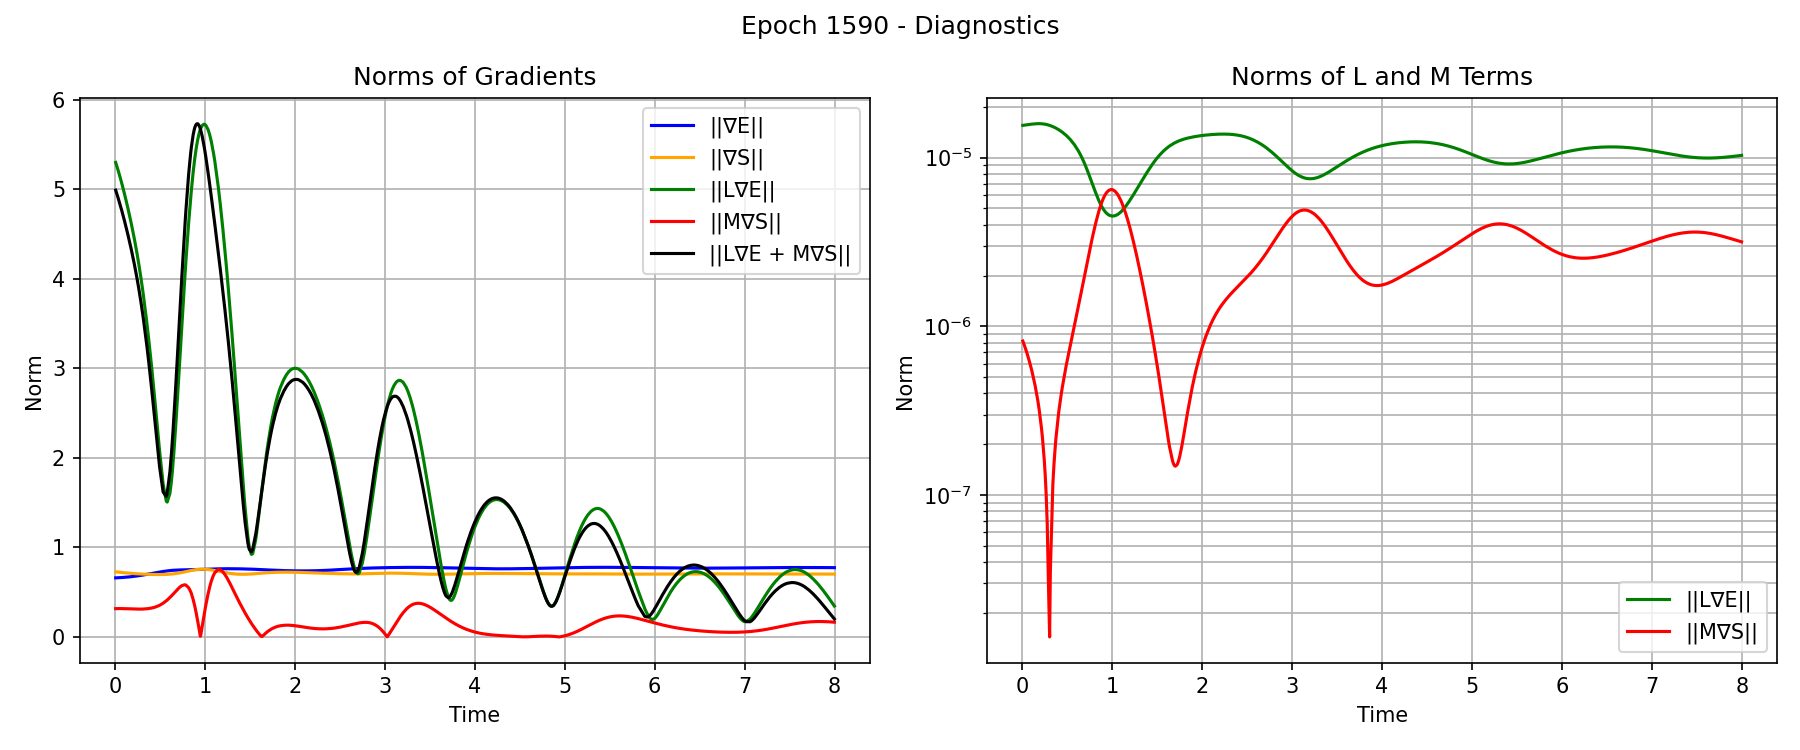 Epoch 1590 - Diagnostics
Norms of Gradients
Norm
6
5
4
3
2
1
0
||∇E||
||∇S||
||L∇E||
||M∇S||
||L∇E + M∇S||
0 1 2 3 4 5 6 7 8
Time
Norms of L and M Terms
Norm
10⁻⁵
10⁻⁶
10⁻⁷
||L∇E||
||M∇S||
0 1 2 3 4 5 6 7 8
Time